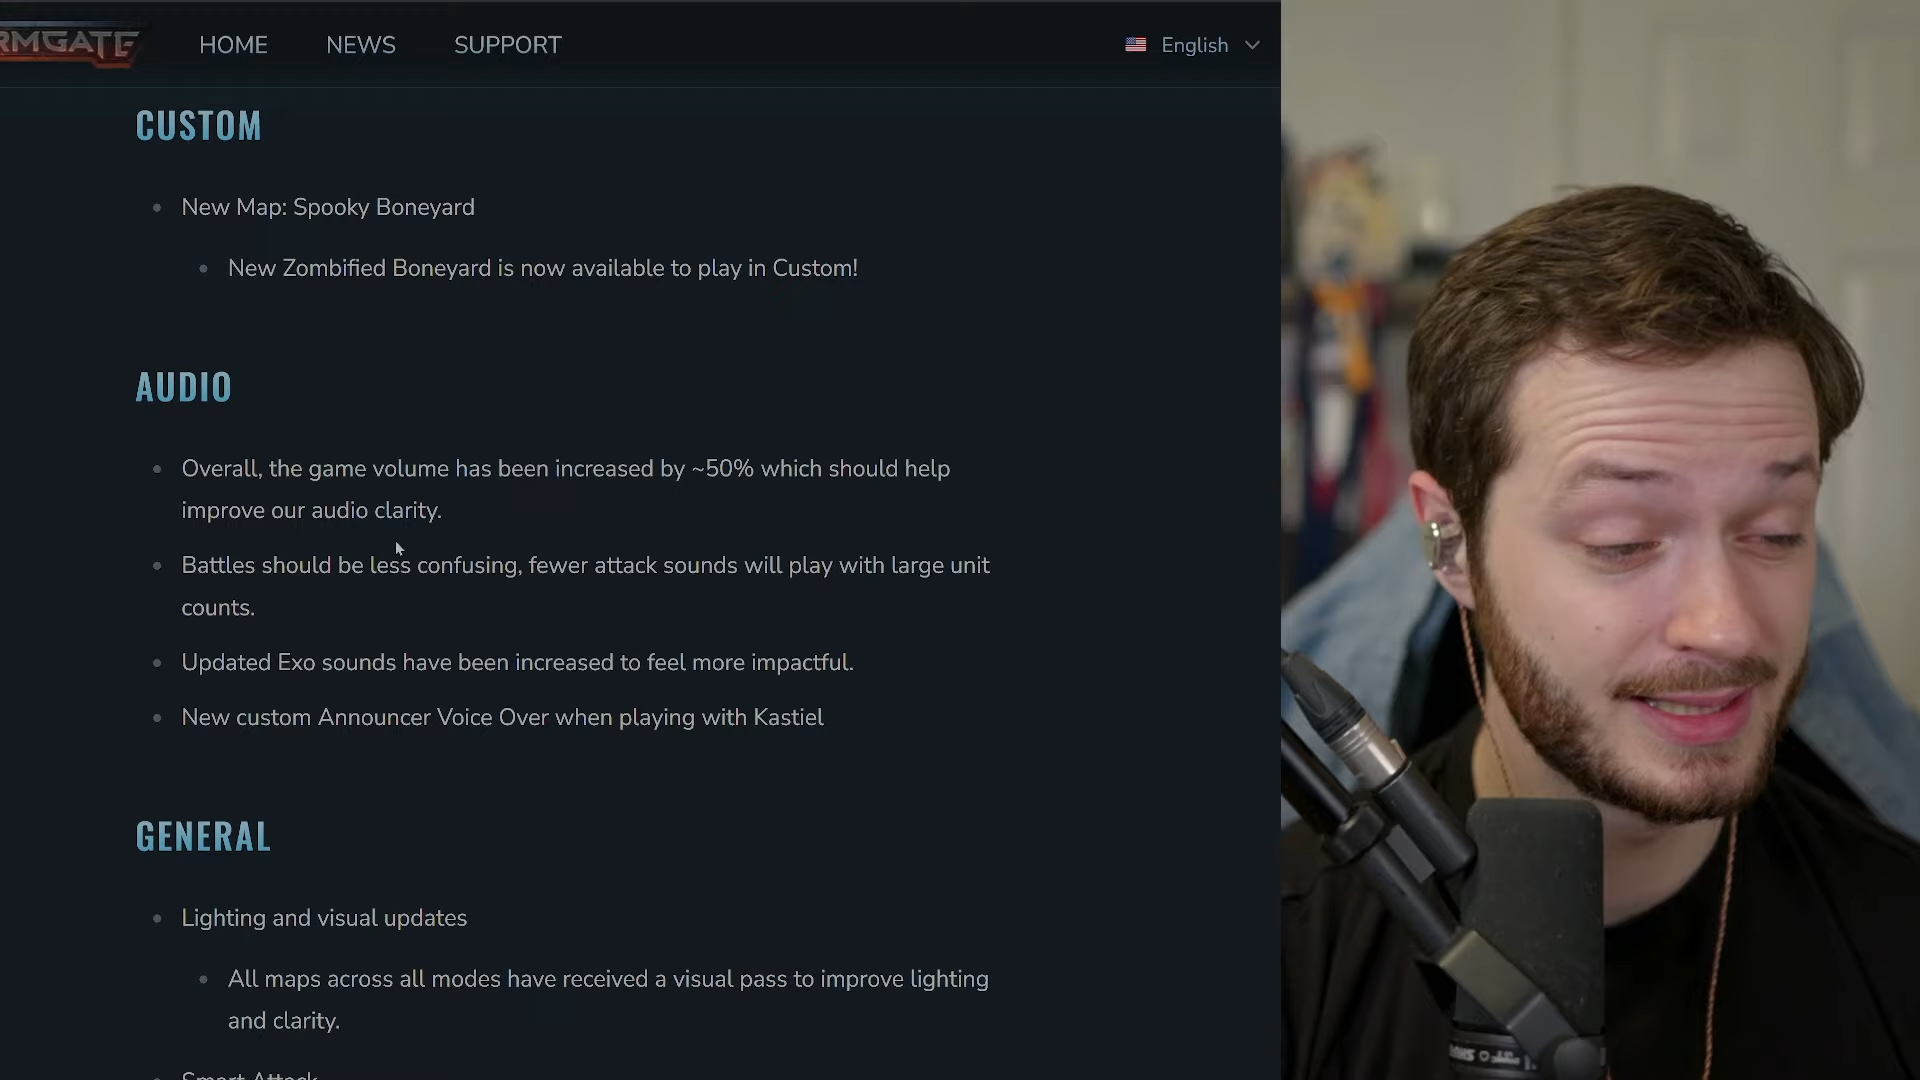 RMGATE HOME NEWS SUPPORT English
CUSTOM
New Map: Spooky Boneyard
New Zombified Boneyard is now available to play in Custom!
AUDIO
Overall, the game volume has been increased by ~50% which should help
improve our audio clarity.
Battles should be less confusing, fewer attack sounds will play with large unit
counts.
Updated Exo sounds have been increased to feel more impactful.
New custom Announcer Voice Over when playing with Kastiel
GENERAL
Lighting and visual updates
All maps across all modes have received a visual pass to improve lighting
and clarity.
Smart Attack